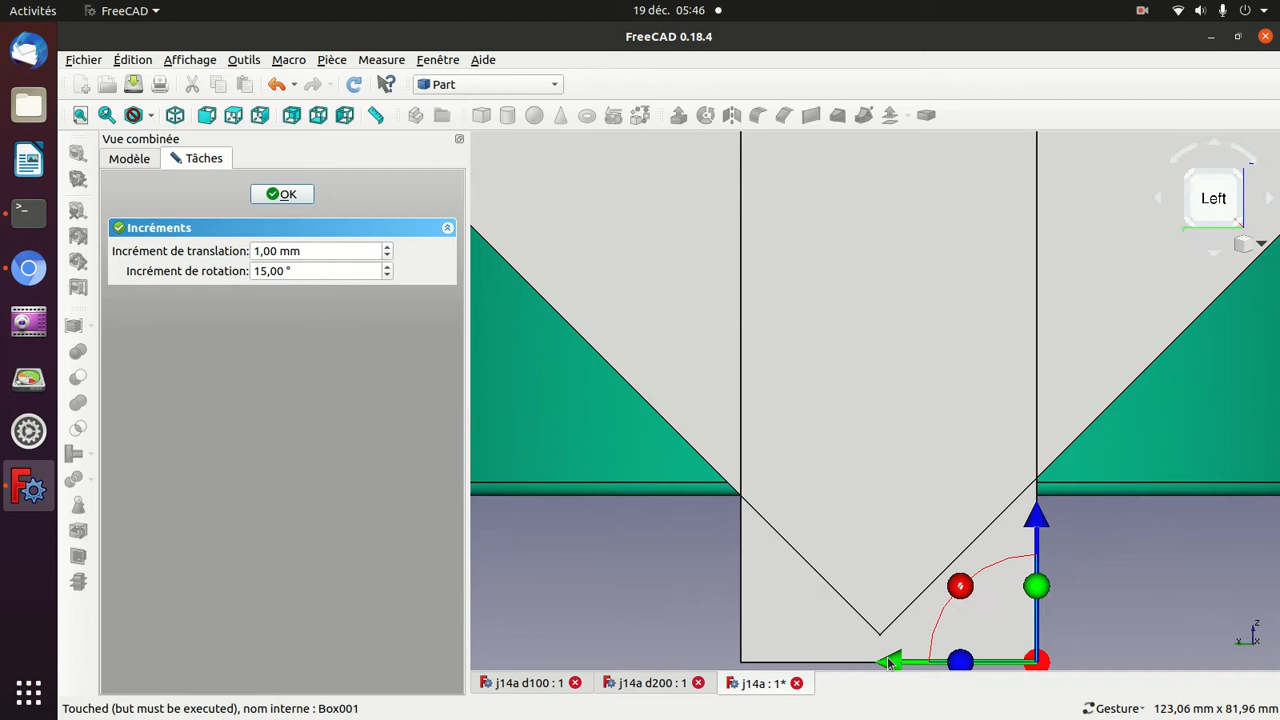 Activités FreeCAD 19 déc. 05:46
FreeCAD 0.18.4
Fichier Édition Affichage Outils Macro Pièce Mesure Fenêtre Aide
Part
Vue combinée
Modèle Tâches
OK
Incréments
Incrément de translation: 1,00 mm
Incrément de rotation: 15,00 °
Left
z
x
j14a d100 : 1 j14a d200 : 1 j14a : 1*
Touched (but must be executed), nom interne : Box001 Gesture 123,06 mm x 81,96 mm